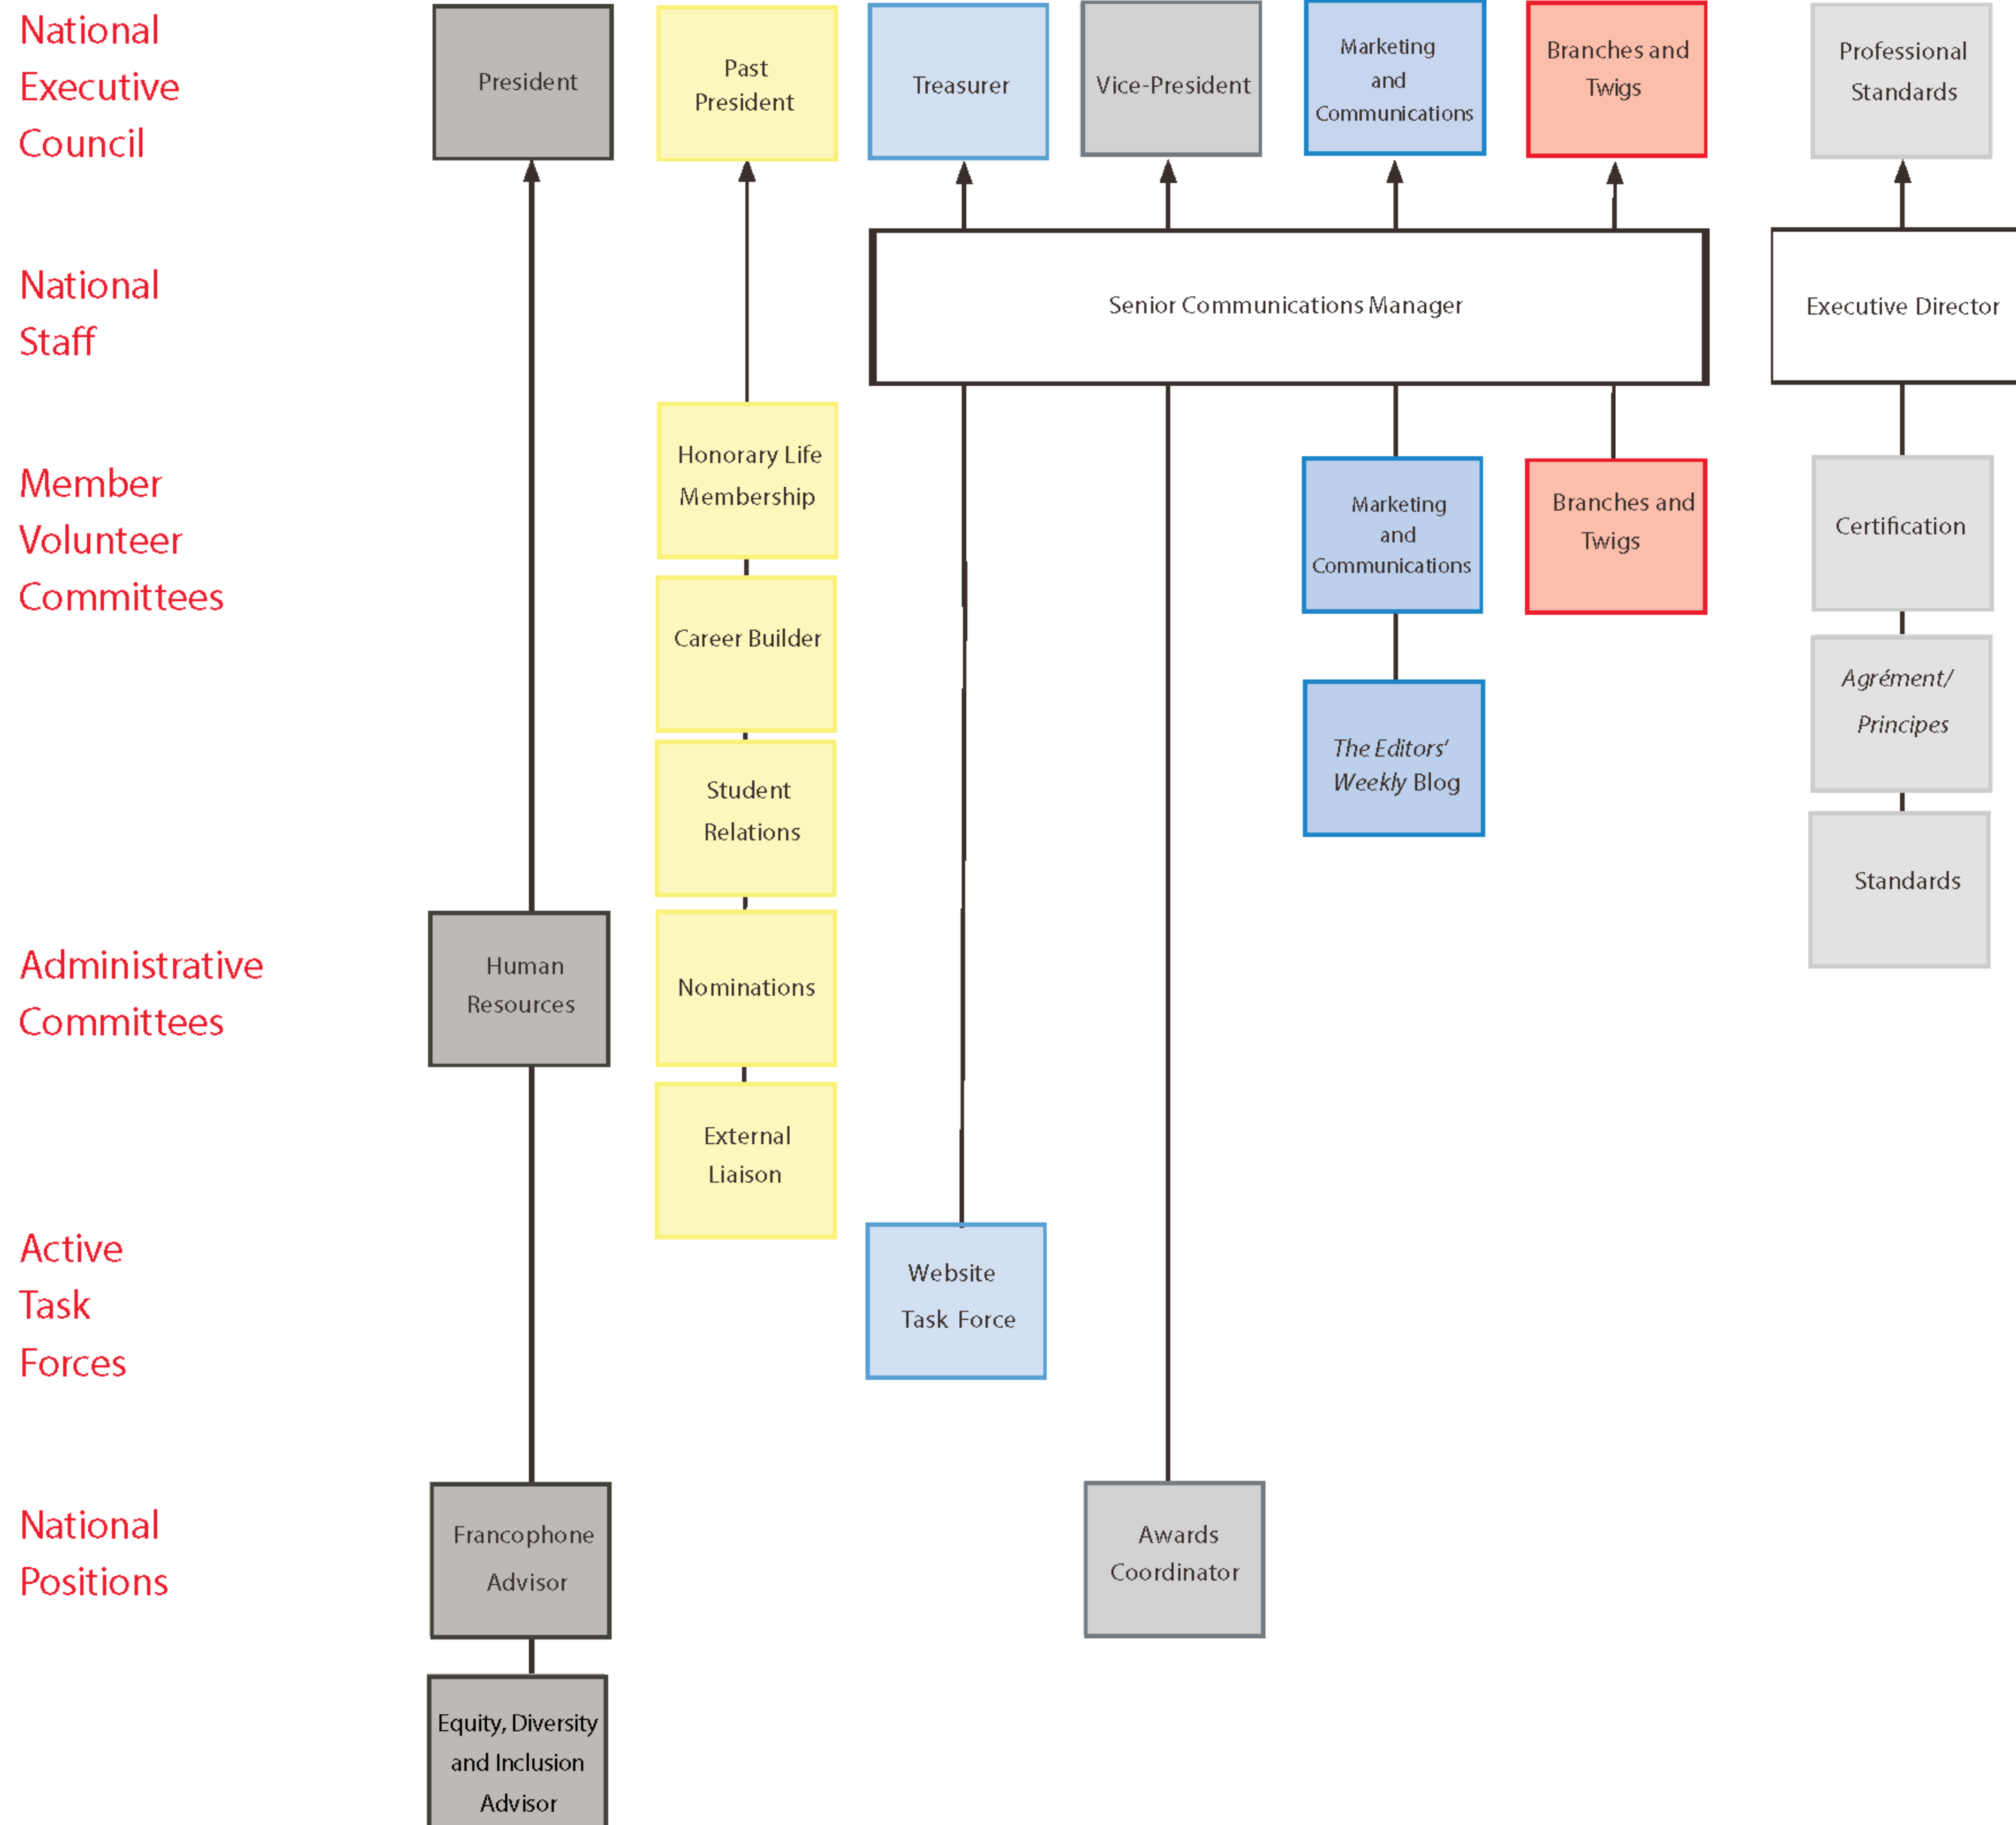 National
Executive
Council
President
Past
President
Treasurer
Vice-President
Marketing
and
Communications
Branches and
Twigs
Professional
Standards
National
Staff
Senior Communications Manager
Executive Director
Member
Volunteer
Committees
Honorary Life
Membership
Marketing
and
Communications
Branches and
Twigs
Certification
Career Builder
Agrément/
Principes
Student
Relations
The Editors’
Weekly Blog
Standards
Administrative
Committees
Human
Resources
Nominations
External
Liaison
Active
Task
Forces
Website
Task Force
National
Positions
Francophone
Advisor
Awards
Coordinator
Equity, Diversity
and Inclusion
Advisor